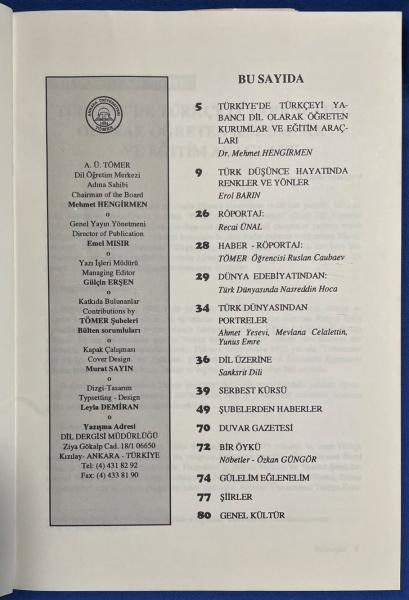 ANKARA ÜNİVERSİTESİ
TÖMER
A. Ü. TÖMER
Dil Öğretim Merkezi
Adına Sahibi
Chairman of the Board
Mehmet HENGİRMEN
o
Genel Yayın Yönetmeni
Director of Publication
Emel MISIR
o
Yazı İşleri Müdürü
Managing Editor
Gülçin ERŞEN
o
Katkıda Bulunanlar
Contributions by
TÖMER Şubeleri
Bülten sorumluları
o
Kapak Çalışması
Cover Design
Murat SAYIN
o
Dizgi-Tasarım
Typsetting - Design
Leyla DEMİRAN
o
Yazışma Adresi
DİL DERGİSİ MÜDÜRLÜĞÜ
Ziya Gökalp Cad. 18/1 06650
Kızılay- ANKARA - TÜRKİYE
Tel: (4) 431 82 92
Fax: (4) 433 81 90
BU SAYIDA
5 TÜRKİYE'DE TÜRKÇEYİ YA-
BANCI DİL OLARAK ÖĞRETEN
KURUMLAR VE EĞİTİM ARAÇ-
LARI
Dr. Mehmet HENGİRMEN
9 TÜRK DÜŞÜNCE HAYATINDA
RENKLER VE YÖNLER
Erol BARIN
26 RÖPORTAJ:
Recai ÜNAL
28 HABER - RÖPORTAJ:
TÖMER Öğrencisi Ruslan Caubaev
29 DÜNYA EDEBİYATINDAN:
Türk Dünyasında Nasreddin Hoca
34 TÜRK DÜNYASINDAN
PORTRELER
Ahmet Yesevi, Mevlana Celalettin,
Yunus Emre
36 DİL ÜZERİNE
Sanksrit Dili
39 SERBEST KÜRSÜ
49 ŞUBELERDEN HABERLER
70 DUVAR GAZETESİ
72 BİR ÖYKÜ
Nöbetler - Özkan GÜNGÖR
74 GÜLELİM EĞLENELİM
77 ŞİİRLER
80 GENEL KÜLTÜR